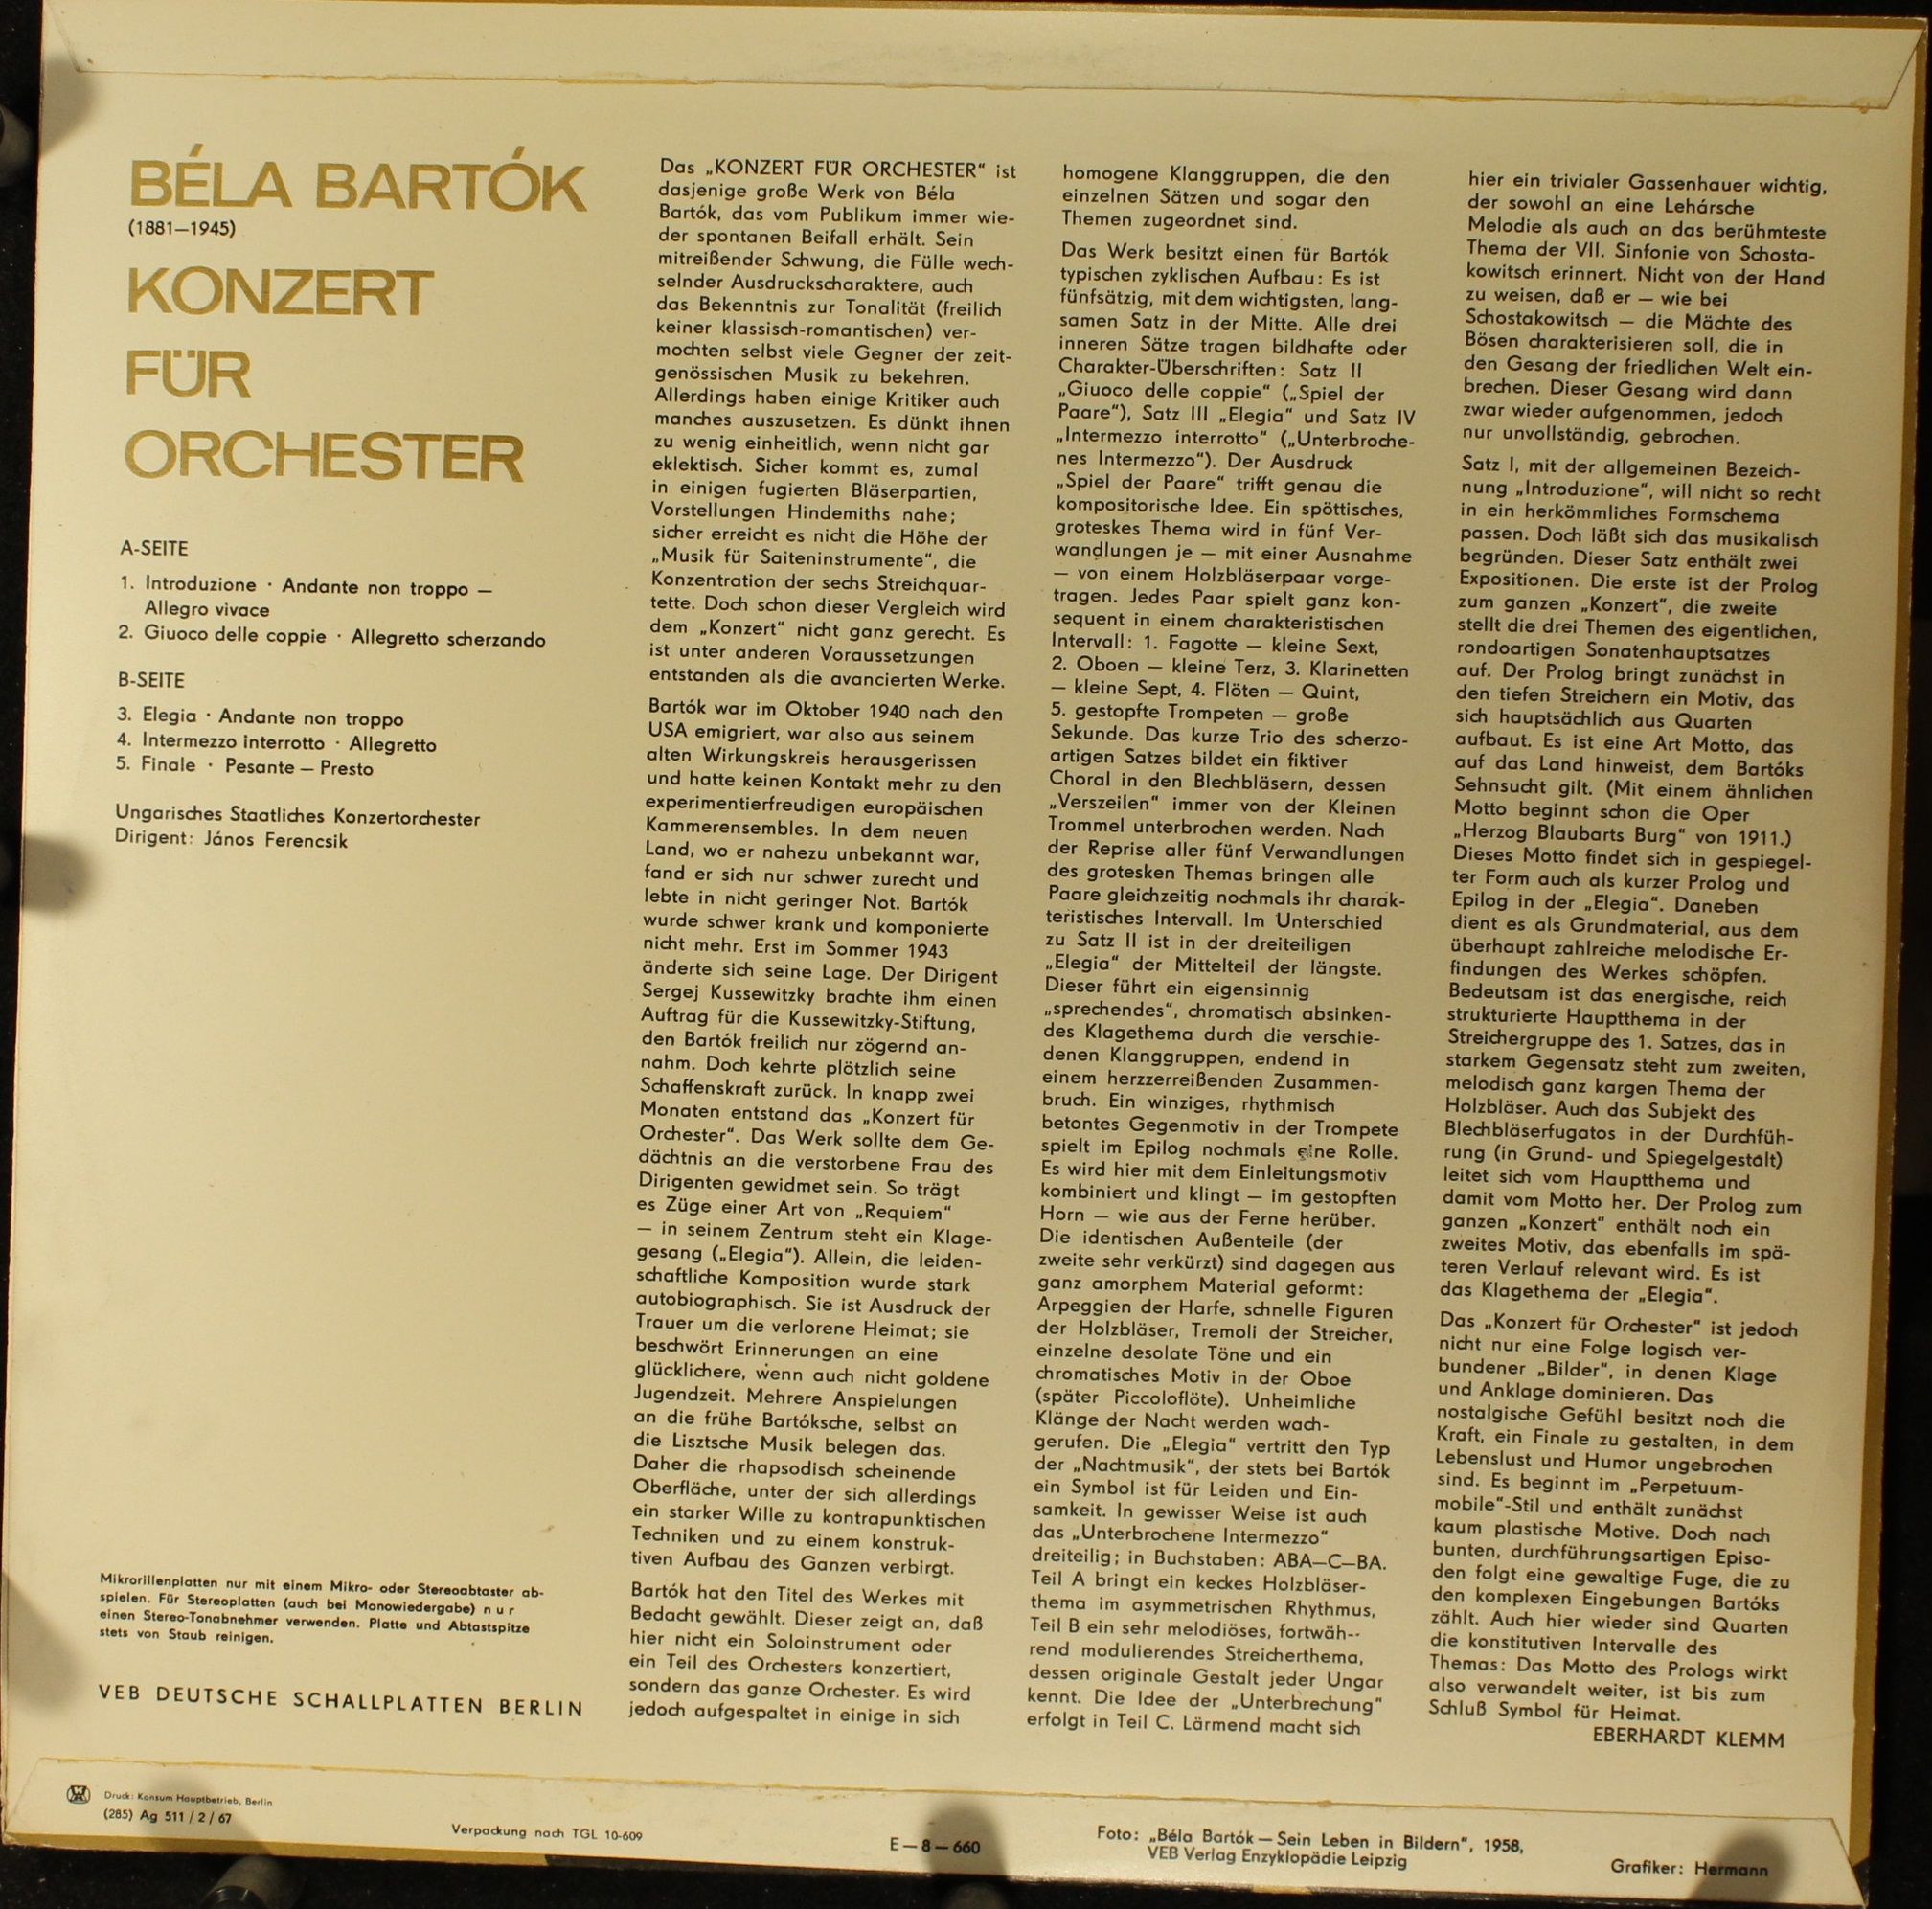 BÉLA BARTÓK
(1881—1945)
KONZERT
FÜR
ORCHESTER
A-SEITE
1. Introduzione · Andante non troppo —
Allegro vivace
2. Giuoco delle coppie · Allegretto scherzando
B-SEITE
3. Elegia · Andante non troppo
4. Intermezzo interrotto · Allegretto
5. Finale · Pesante — Presto
Ungarisches Staatliches Konzertorchester
Dirigent: János Ferencsik
Mikrorillenplatten nur mit einem Mikro- oder Stereoabtaster ab-
spielen. Für Stereoplatten (auch bei Monowiedergabe) n u r
einen Stereo-Tonabnehmer verwenden. Platte und Abtastspitze
stets von Staub reinigen.
VEB DEUTSCHE SCHALLPLATTEN BERLIN
Das „KONZERT FÜR ORCHESTER“ ist
dasjenige große Werk von Béla
Bartók, das vom Publikum immer wie-
der spontanen Beifall erhält. Sein
mitreißender Schwung, die Fülle wech-
selnder Ausdruckscharaktere, auch
das Bekenntnis zur Tonalität (freilich
keiner klassisch-romantischen) ver-
mochten selbst viele Gegner der zeit-
genössischen Musik zu bekehren.
Allerdings haben einige Kritiker auch
manches auszusetzen. Es dünkt ihnen
zu wenig einheitlich, wenn nicht gar
eklektisch. Sicher kommt es, zumal
in einigen fugierten Bläserpartien,
Vorstellungen Hindemiths nahe;
sicher erreicht es nicht die Höhe der
„Musik für Saiteninstrumente“, die
Konzentration der sechs Streichquar-
tette. Doch schon dieser Vergleich wird
dem „Konzert“ nicht ganz gerecht. Es
ist unter anderen Voraussetzungen
entstanden als die avancierten Werke.
Bartók war im Oktober 1940 nach den
USA emigriert, war also aus seinem
alten Wirkungskreis herausgerissen
und hatte keinen Kontakt mehr zu den
experimentierfreudigen europäischen
Kammerensembles. In dem neuen
Land, wo er nahezu unbekannt war,
fand er sich nur schwer zurecht und
lebte in nicht geringer Not. Bartók
wurde schwer krank und komponierte
nicht mehr. Erst im Sommer 1943
änderte sich seine Lage. Der Dirigent
Sergej Kussewitzky brachte ihm einen
Auftrag für die Kussewitzky-Stiftung,
den Bartók freilich nur zögernd an-
nahm. Doch kehrte plötzlich seine
Schaffenskraft zurück. In knapp zwei
Monaten entstand das „Konzert für
Orchester“. Das Werk sollte dem Ge-
dächtnis an die verstorbene Frau des
Dirigenten gewidmet sein. So trägt
es Züge einer Art von „Requiem“
— in seinem Zentrum steht ein Klage-
gesang („Elegia“). Allein, die leiden-
schaftliche Komposition wurde stark
autobiographisch. Sie ist Ausdruck der
Trauer um die verlorene Heimat; sie
beschwört Erinnerungen an eine
glücklichere, wenn auch nicht goldene
Jugendzeit. Mehrere Anspielungen
an die frühe Bartóksche, selbst an
die Lisztsche Musik belegen das.
Daher die rhapsodisch scheinende
Oberfläche, unter der sich allerdings
ein starker Wille zu kontrapunktischen
Techniken und zu einem konstruk-
tiven Aufbau des Ganzen verbirgt.
Bartók hat den Titel des Werkes mit
Bedacht gewählt. Dieser zeigt an, daß
hier nicht ein Soloinstrument oder
ein Teil des Orchesters konzertiert,
sondern das ganze Orchester. Es wird
jedoch aufgespaltet in einige in sich
homogene Klanggruppen, die den
einzelnen Sätzen und sogar den
Themen zugeordnet sind.
Das Werk besitzt einen für Bartók
typischen zyklischen Aufbau: Es ist
fünfsätzig, mit dem wichtigsten, lang-
samen Satz in der Mitte. Alle drei
inneren Sätze tragen bildhafte oder
Charakter-Überschriften: Satz II
„Giuoco delle coppie“ („Spiel der
Paare“), Satz III „Elegia“ und Satz IV
„Intermezzo interrotto“ („Unterbroche-
nes Intermezzo“). Der Ausdruck
„Spiel der Paare“ trifft genau die
kompositorische Idee. Ein spöttisches,
groteskes Thema wird in fünf Ver-
wandlungen je — mit einer Ausnahme
— von einem Holzbläserpaar vorge-
tragen. Jedes Paar spielt ganz kon-
sequent in einem charakteristischen
Intervall: 1. Fagotte — kleine Sext,
2. Oboen — kleine Terz, 3. Klarinetten
— kleine Sept, 4. Flöten — Quint,
5. gestopfte Trompeten — große
Sekunde. Das kurze Trio des scherzo-
artigen Satzes bildet ein fiktiver
Choral in den Blechbläsern, dessen
„Verszeilen“ immer von der Kleinen
Trommel unterbrochen werden. Nach
der Reprise aller fünf Verwandlungen
des grotesken Themas bringen alle
Paare gleichzeitig nochmals ihr charak-
teristisches Intervall. Im Unterschied
zu Satz II ist in der dreiteiligen
„Elegia“ der Mittelteil der längste.
Dieser führt ein eigensinnig
„sprechendes“, chromatisch absinken-
des Klagethema durch die verschie-
denen Klanggruppen, endend in
einem herzzerreißenden Zusammen-
bruch. Ein winziges, rhythmisch
betontes Gegenmotiv in der Trompete
spielt im Epilog nochmals eine Rolle.
Es wird hier mit dem Einleitungsmotiv
kombiniert und klingt — im gestopften
Horn — wie aus der Ferne herüber.
Die identischen Außenteile (der
zweite sehr verkürzt) sind dagegen aus
ganz amorphem Material geformt:
Arpeggien der Harfe, schnelle Figuren
der Holzbläser, Tremoli der Streicher,
einzelne desolate Töne und ein
chromatisches Motiv in der Oboe
(später Piccoloflöte). Unheimliche
Klänge der Nacht werden wach-
gerufen. Die „Elegia“ vertritt den Typ
der „Nachtmusik“, der stets bei Bartók
ein Symbol ist für Leiden und Ein-
samkeit. In gewisser Weise ist auch
das „Unterbrochene Intermezzo“
dreiteilig; in Buchstaben: ABA—C—BA.
Teil A bringt ein keckes Holzbläser-
thema im asymmetrischen Rhythmus,
Teil B ein sehr melodiöses, fortwäh-
rend modulierendes Streicherthema,
dessen originale Gestalt jeder Ungar
kennt. Die Idee der „Unterbrechung“
erfolgt in Teil C. Lärmend macht sich
hier ein trivialer Gassenhauer wichtig,
der sowohl an eine Lehársche
Melodie als auch an das berühmteste
Thema der VII. Sinfonie von Schosta-
kowitsch erinnert. Nicht von der Hand
zu weisen, daß er — wie bei
Schostakowitsch — die Mächte des
Bösen charakterisieren soll, die in
den Gesang der friedlichen Welt ein-
brechen. Dieser Gesang wird dann
zwar wieder aufgenommen, jedoch
nur unvollständig, gebrochen.
Satz I, mit der allgemeinen Bezeich-
nung „Introduzione“, will nicht so recht
in ein herkömmliches Formschema
passen. Doch läßt sich das musikalisch
begründen. Dieser Satz enthält zwei
Expositionen. Die erste ist der Prolog
zum ganzen „Konzert“, die zweite
stellt die drei Themen des eigentlichen,
rondoartigen Sonatenhauptsatzes
auf. Der Prolog bringt zunächst in
den tiefen Streichern ein Motiv, das
sich hauptsächlich aus Quarten
aufbaut. Es ist eine Art Motto, das
auf das Land hinweist, dem Bartóks
Sehnsucht gilt. (Mit einem ähnlichen
Motto beginnt schon die Oper
„Herzog Blaubarts Burg“ von 1911.)
Dieses Motto findet sich in gespiegel-
ter Form auch als kurzer Prolog und
Epilog in der „Elegia“. Daneben
dient es als Grundmaterial, aus dem
überhaupt zahlreiche melodische Er-
findungen des Werkes schöpfen.
Bedeutsam ist das energische, reich
strukturierte Hauptthema in der
Streichergruppe des 1. Satzes, das in
starkem Gegensatz steht zum zweiten,
melodisch ganz kargen Thema der
Holzbläser. Auch das Subjekt des
Blechbläserfugatos in der Durchfüh-
rung (in Grund- und Spiegelgestalt)
leitet sich vom Hauptthema und
damit vom Motto her. Der Prolog zum
ganzen „Konzert“ enthält noch ein
zweites Motiv, das ebenfalls im spä-
teren Verlauf relevant wird. Es ist
das Klagethema der „Elegia“.
Das „Konzert für Orchester“ ist jedoch
nicht nur eine Folge logisch ver-
bundener „Bilder“, in denen Klage
und Anklage dominieren. Das
nostalgische Gefühl besitzt noch die
Kraft, ein Finale zu gestalten, in dem
Lebenslust und Humor ungebrochen
sind. Es beginnt im „Perpetuum-
mobile“-Stil und enthält zunächst
kaum plastische Motive. Doch nach
bunten, durchführungsartigen Episo-
den folgt eine gewaltige Fuge, die zu
den komplexen Eingebungen Bartóks
zählt. Auch hier wieder sind Quarten
die konstitutiven Intervalle des
Themas: Das Motto des Prologs wirkt
also verwandelt weiter, ist bis zum
Schluß Symbol für Heimat.
EBERHARDT KLEMM
Druck: Konsum Hauptbetrieb, Berlin
(285) Ag 511 / 2 / 67
Verpackung nach TGL 10-609
E — 8 — 660
Foto: „Béla Bartók — Sein Leben in Bildern“, 1958,
VEB Verlag Enzyklopädie Leipzig
Grafiker: Hermann